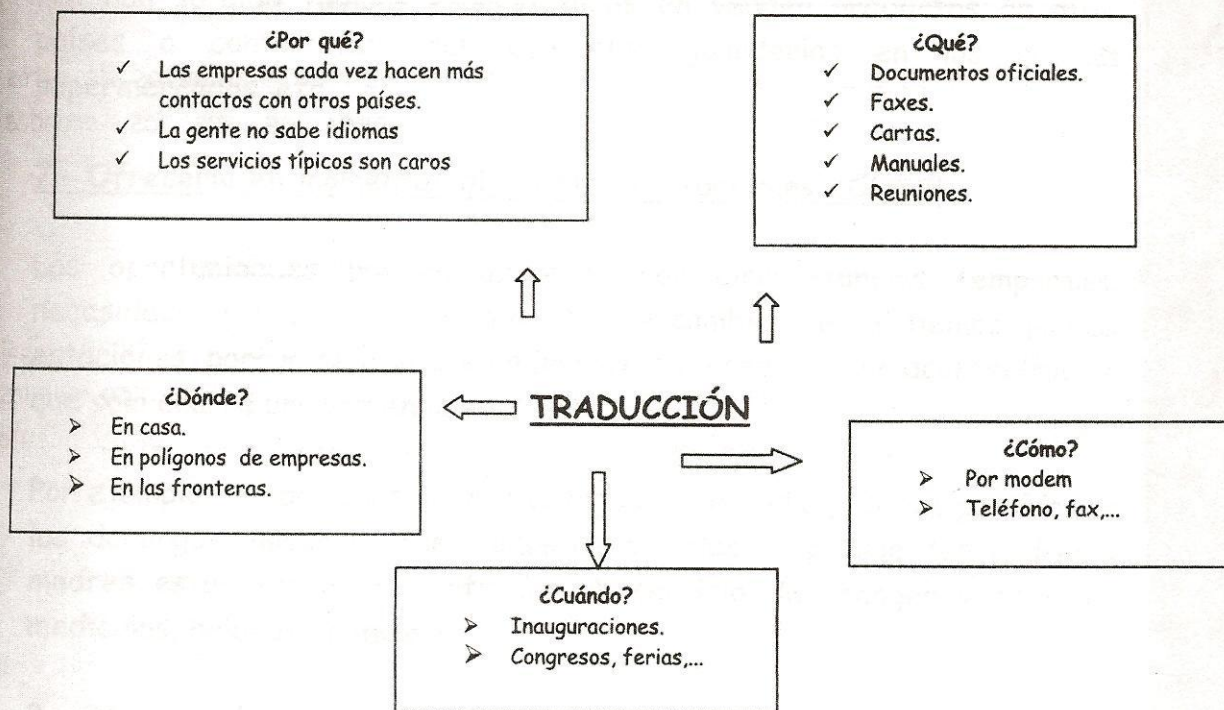 ¿Por qué?
✓ Las empresas cada vez hacen más
contactos con otros países.
✓ La gente no sabe idiomas
✓ Los servicios típicos son caros
¿Qué?
✓ Documentos oficiales.
✓ Faxes.
✓ Cartas.
✓ Manuales.
✓ Reuniones.
¿Dónde?
➢ En casa.
➢ En polígonos de empresas.
➢ En las fronteras.
TRADUCCIÓN
¿Cómo?
➢ Por modem
➢ Teléfono, fax,...
¿Cuándo?
➢ Inauguraciones.
➢ Congresos, ferias,...